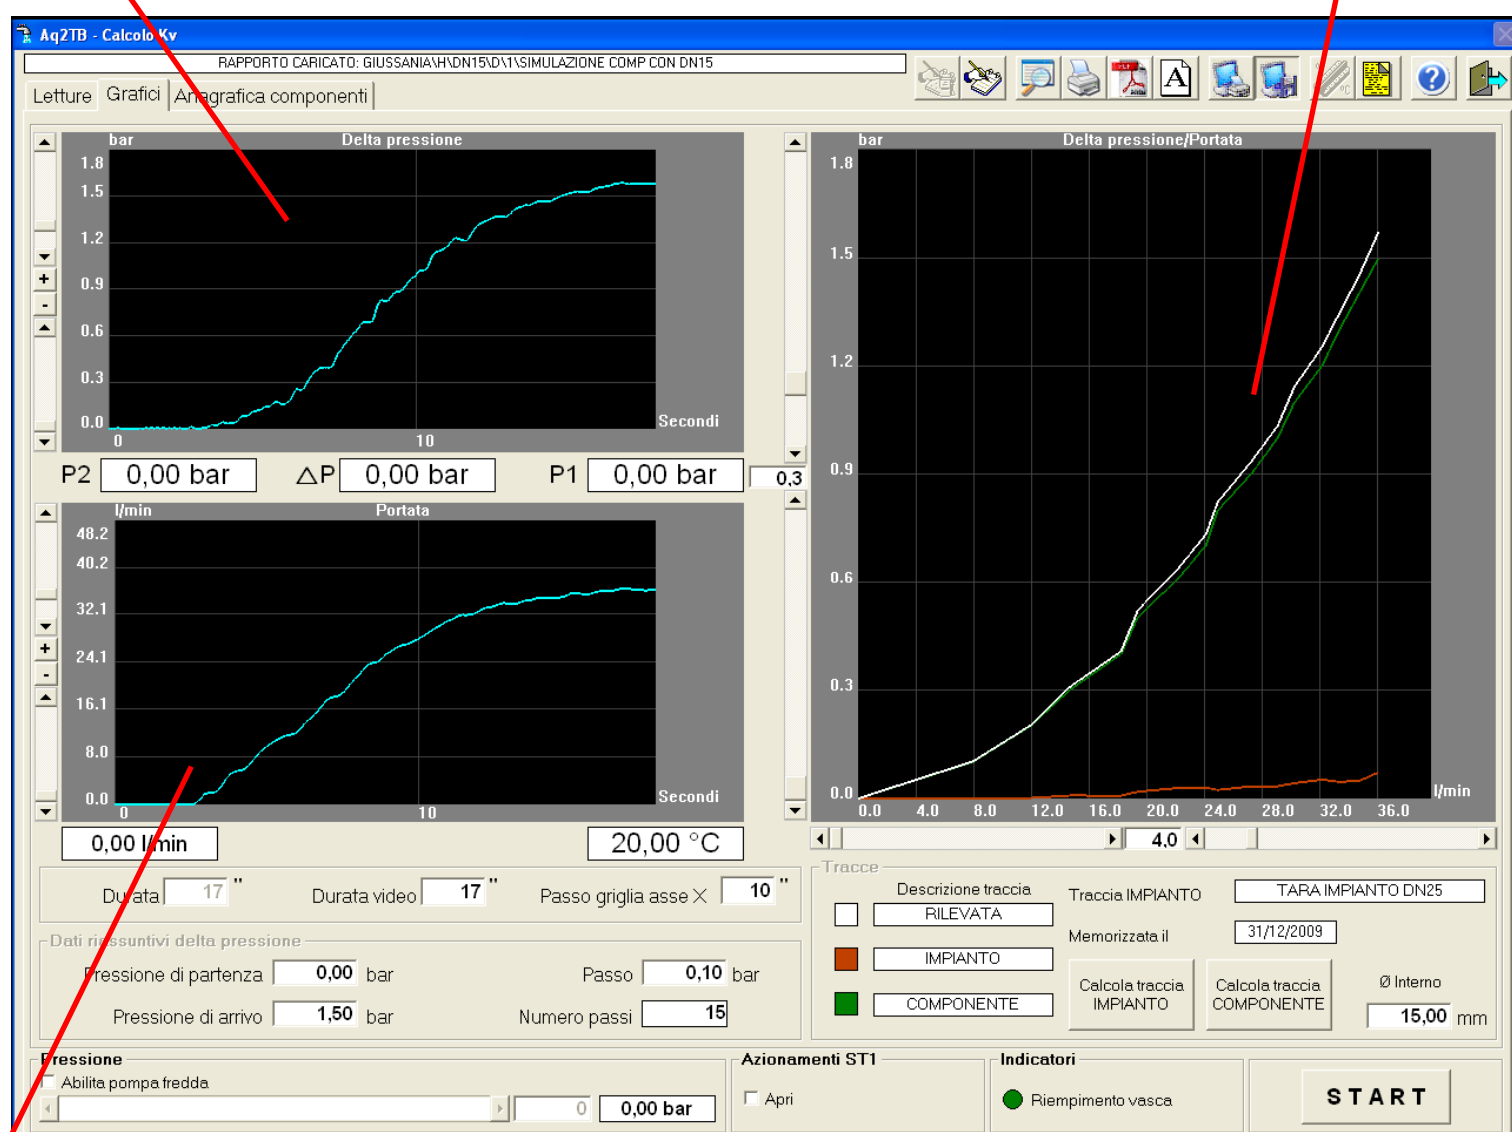 Aq2TB - Calcolo Kv
RAPPORTO CARICATO: GIUSSANIA\H\DN15\D\1\SIMULAZIONE COMP CON DN15
Letture Grafici Anagrafica componenti
bar Delta pressione
1.8
1.5
1.2
0.9
0.6
0.3
0.0
Secondi
0 10
+
-
P2 0,00 bar △P 0,00 bar P1 0,00 bar
0,3
l/min Portata
48.2
40.2
32.1
24.1
16.1
8.0
0.0
Secondi
0 10
+
-
0,00 l/min 20,00 °C
bar Delta pressione/Portata
1.8
1.5
1.2
0.9
0.6
0.3
0.0
l/min
0.0 4.0 8.0 12.0 16.0 20.0 24.0 28.0 32.0 36.0
4,0
Durata 17 " Durata video 17 " Passo griglia asse X 10 "
Dati riassuntivi delta pressione
Pressione di partenza 0,00 bar Passo 0,10 bar
Pressione di arrivo 1,50 bar Numero passi 15
Tracce
Descrizione traccia
RILEVATA
IMPIANTO
COMPONENTE
Traccia IMPIANTO TARA IMPIANTO DN25
Memorizzata il 31/12/2009
Calcola traccia
IMPIANTO
Calcola traccia
COMPONENTE
Ø Interno
15,00 mm
Pressione
Abilita pompa fredda
0 0,00 bar
Azionamenti ST1
Apri
Indicatori
Riempimento vasca
START